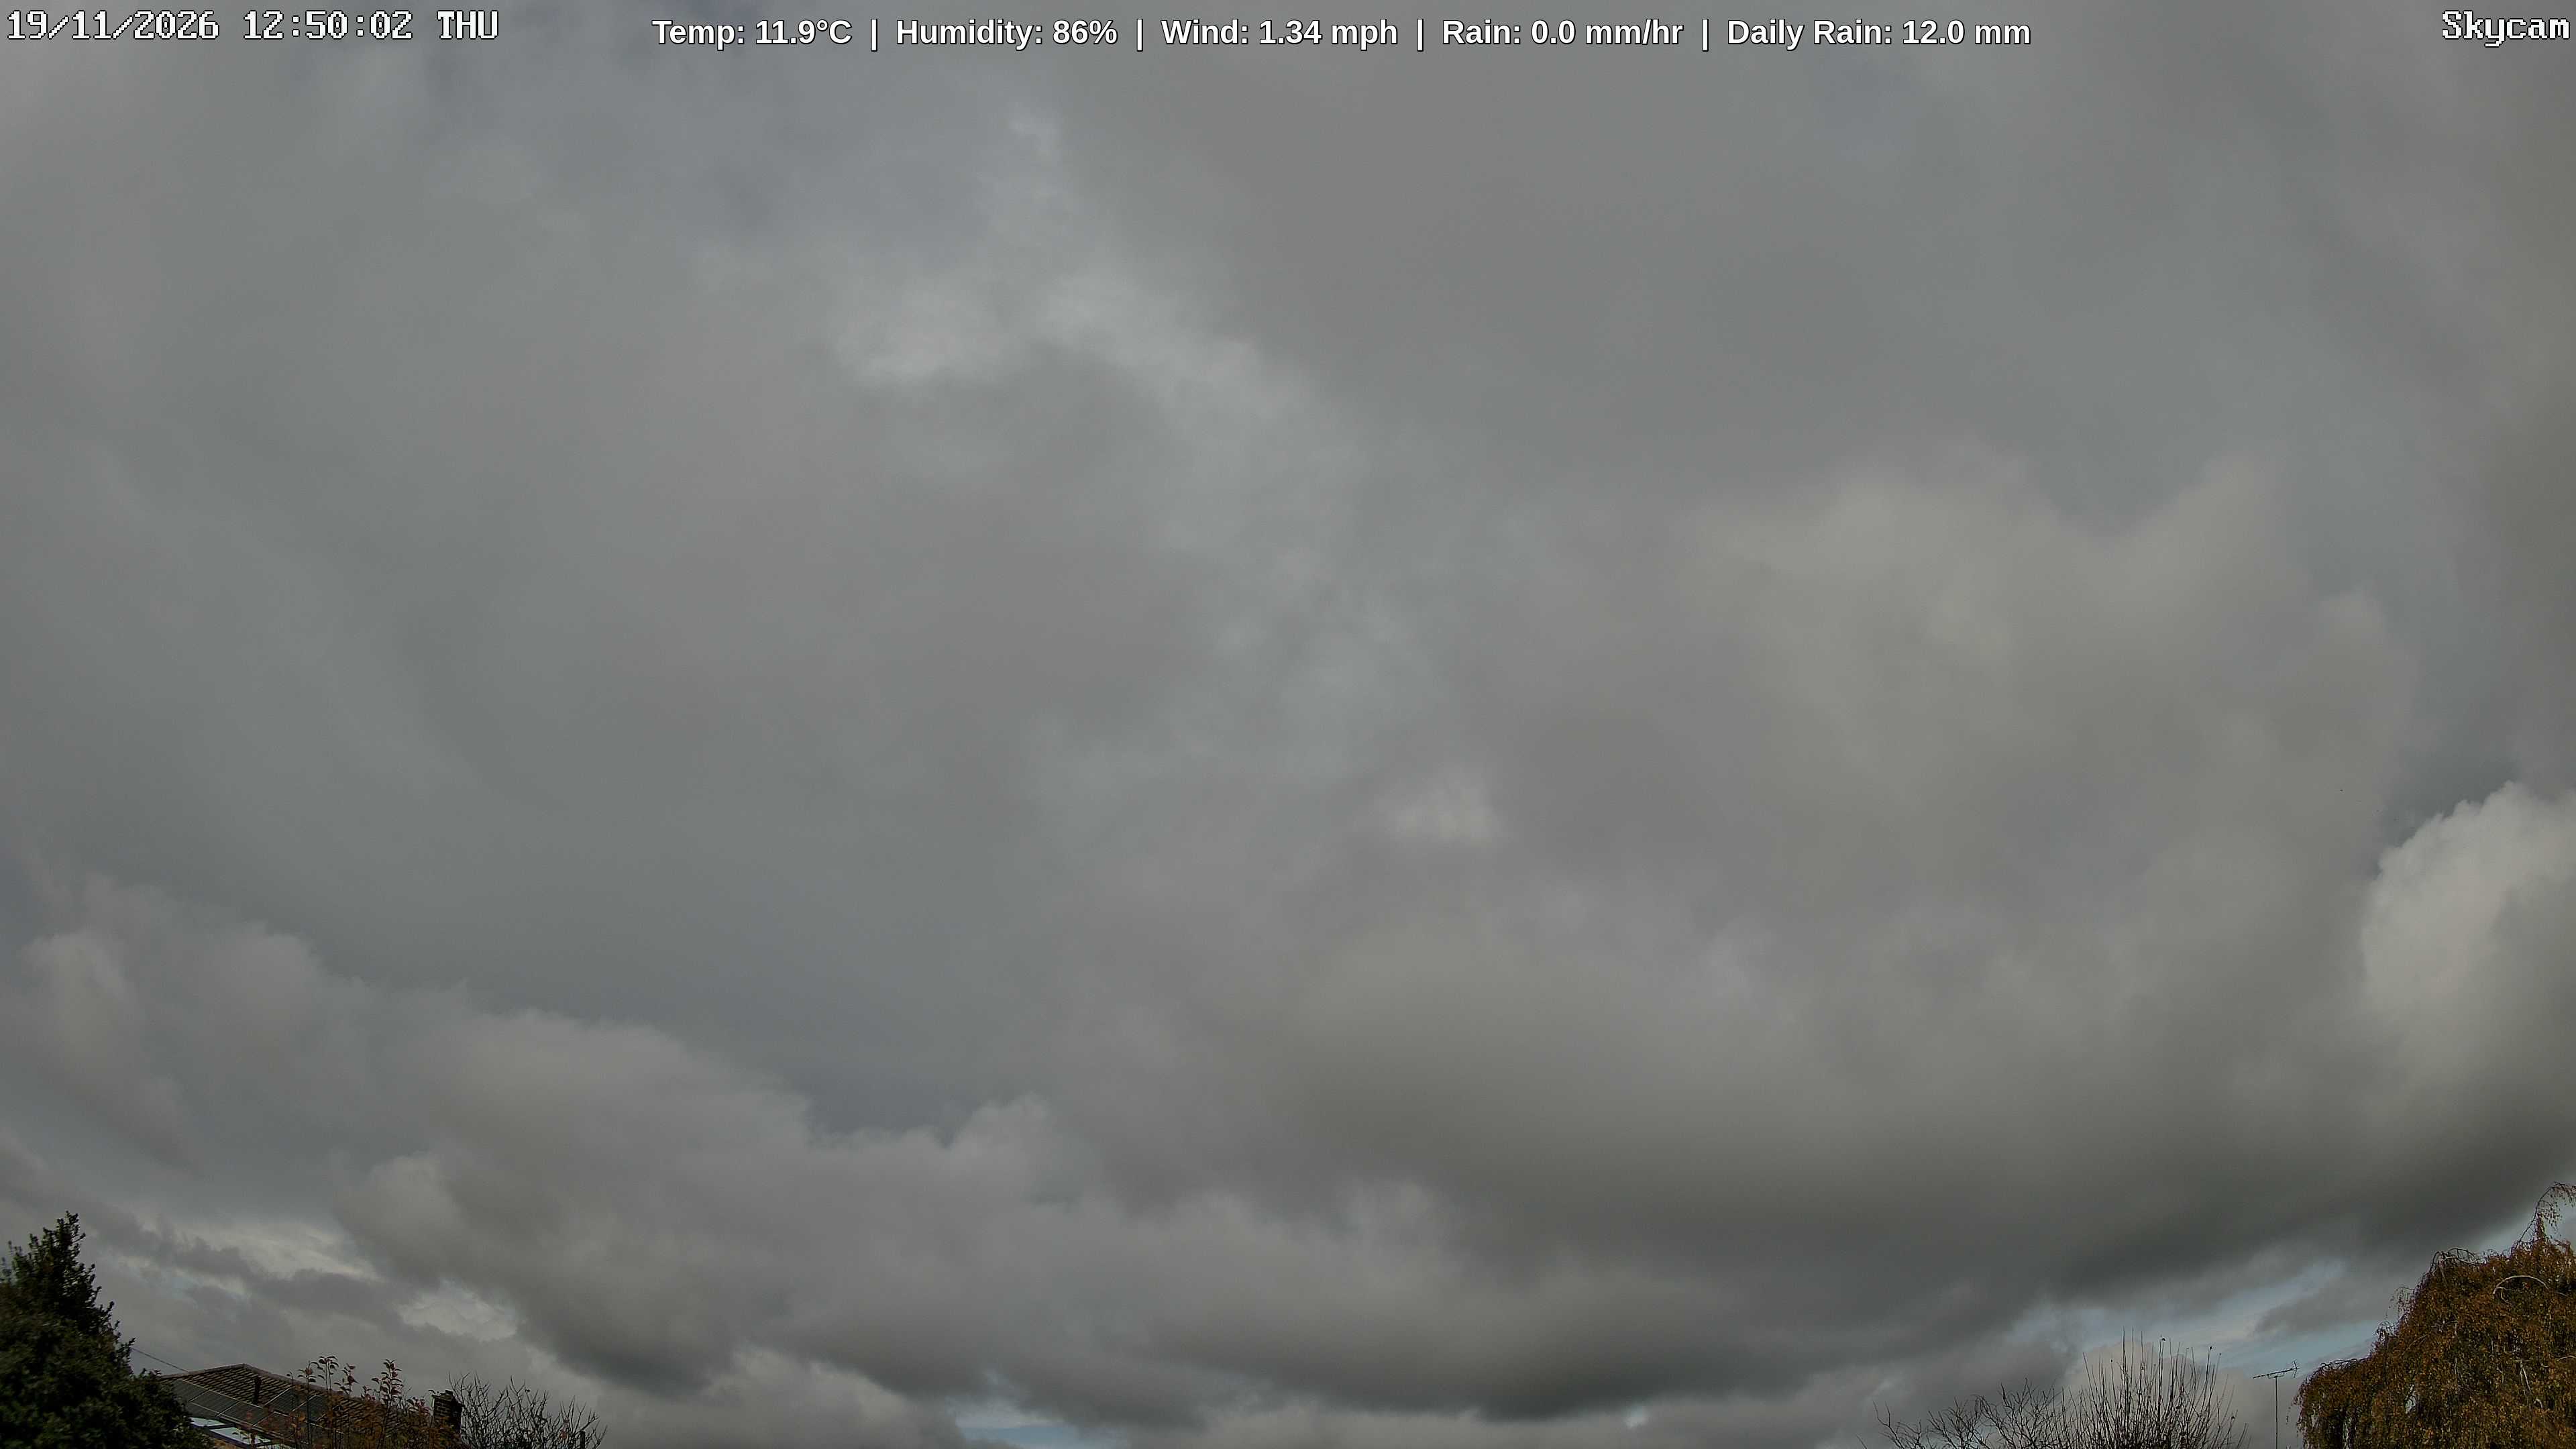 19/11/2026 12:50:02 THU
Temp: 11.9°C | Humidity: 86% | Wind: 1.34 mph | Rain: 0.0 mm/hr | Daily Rain: 12.0 mm
Skycam